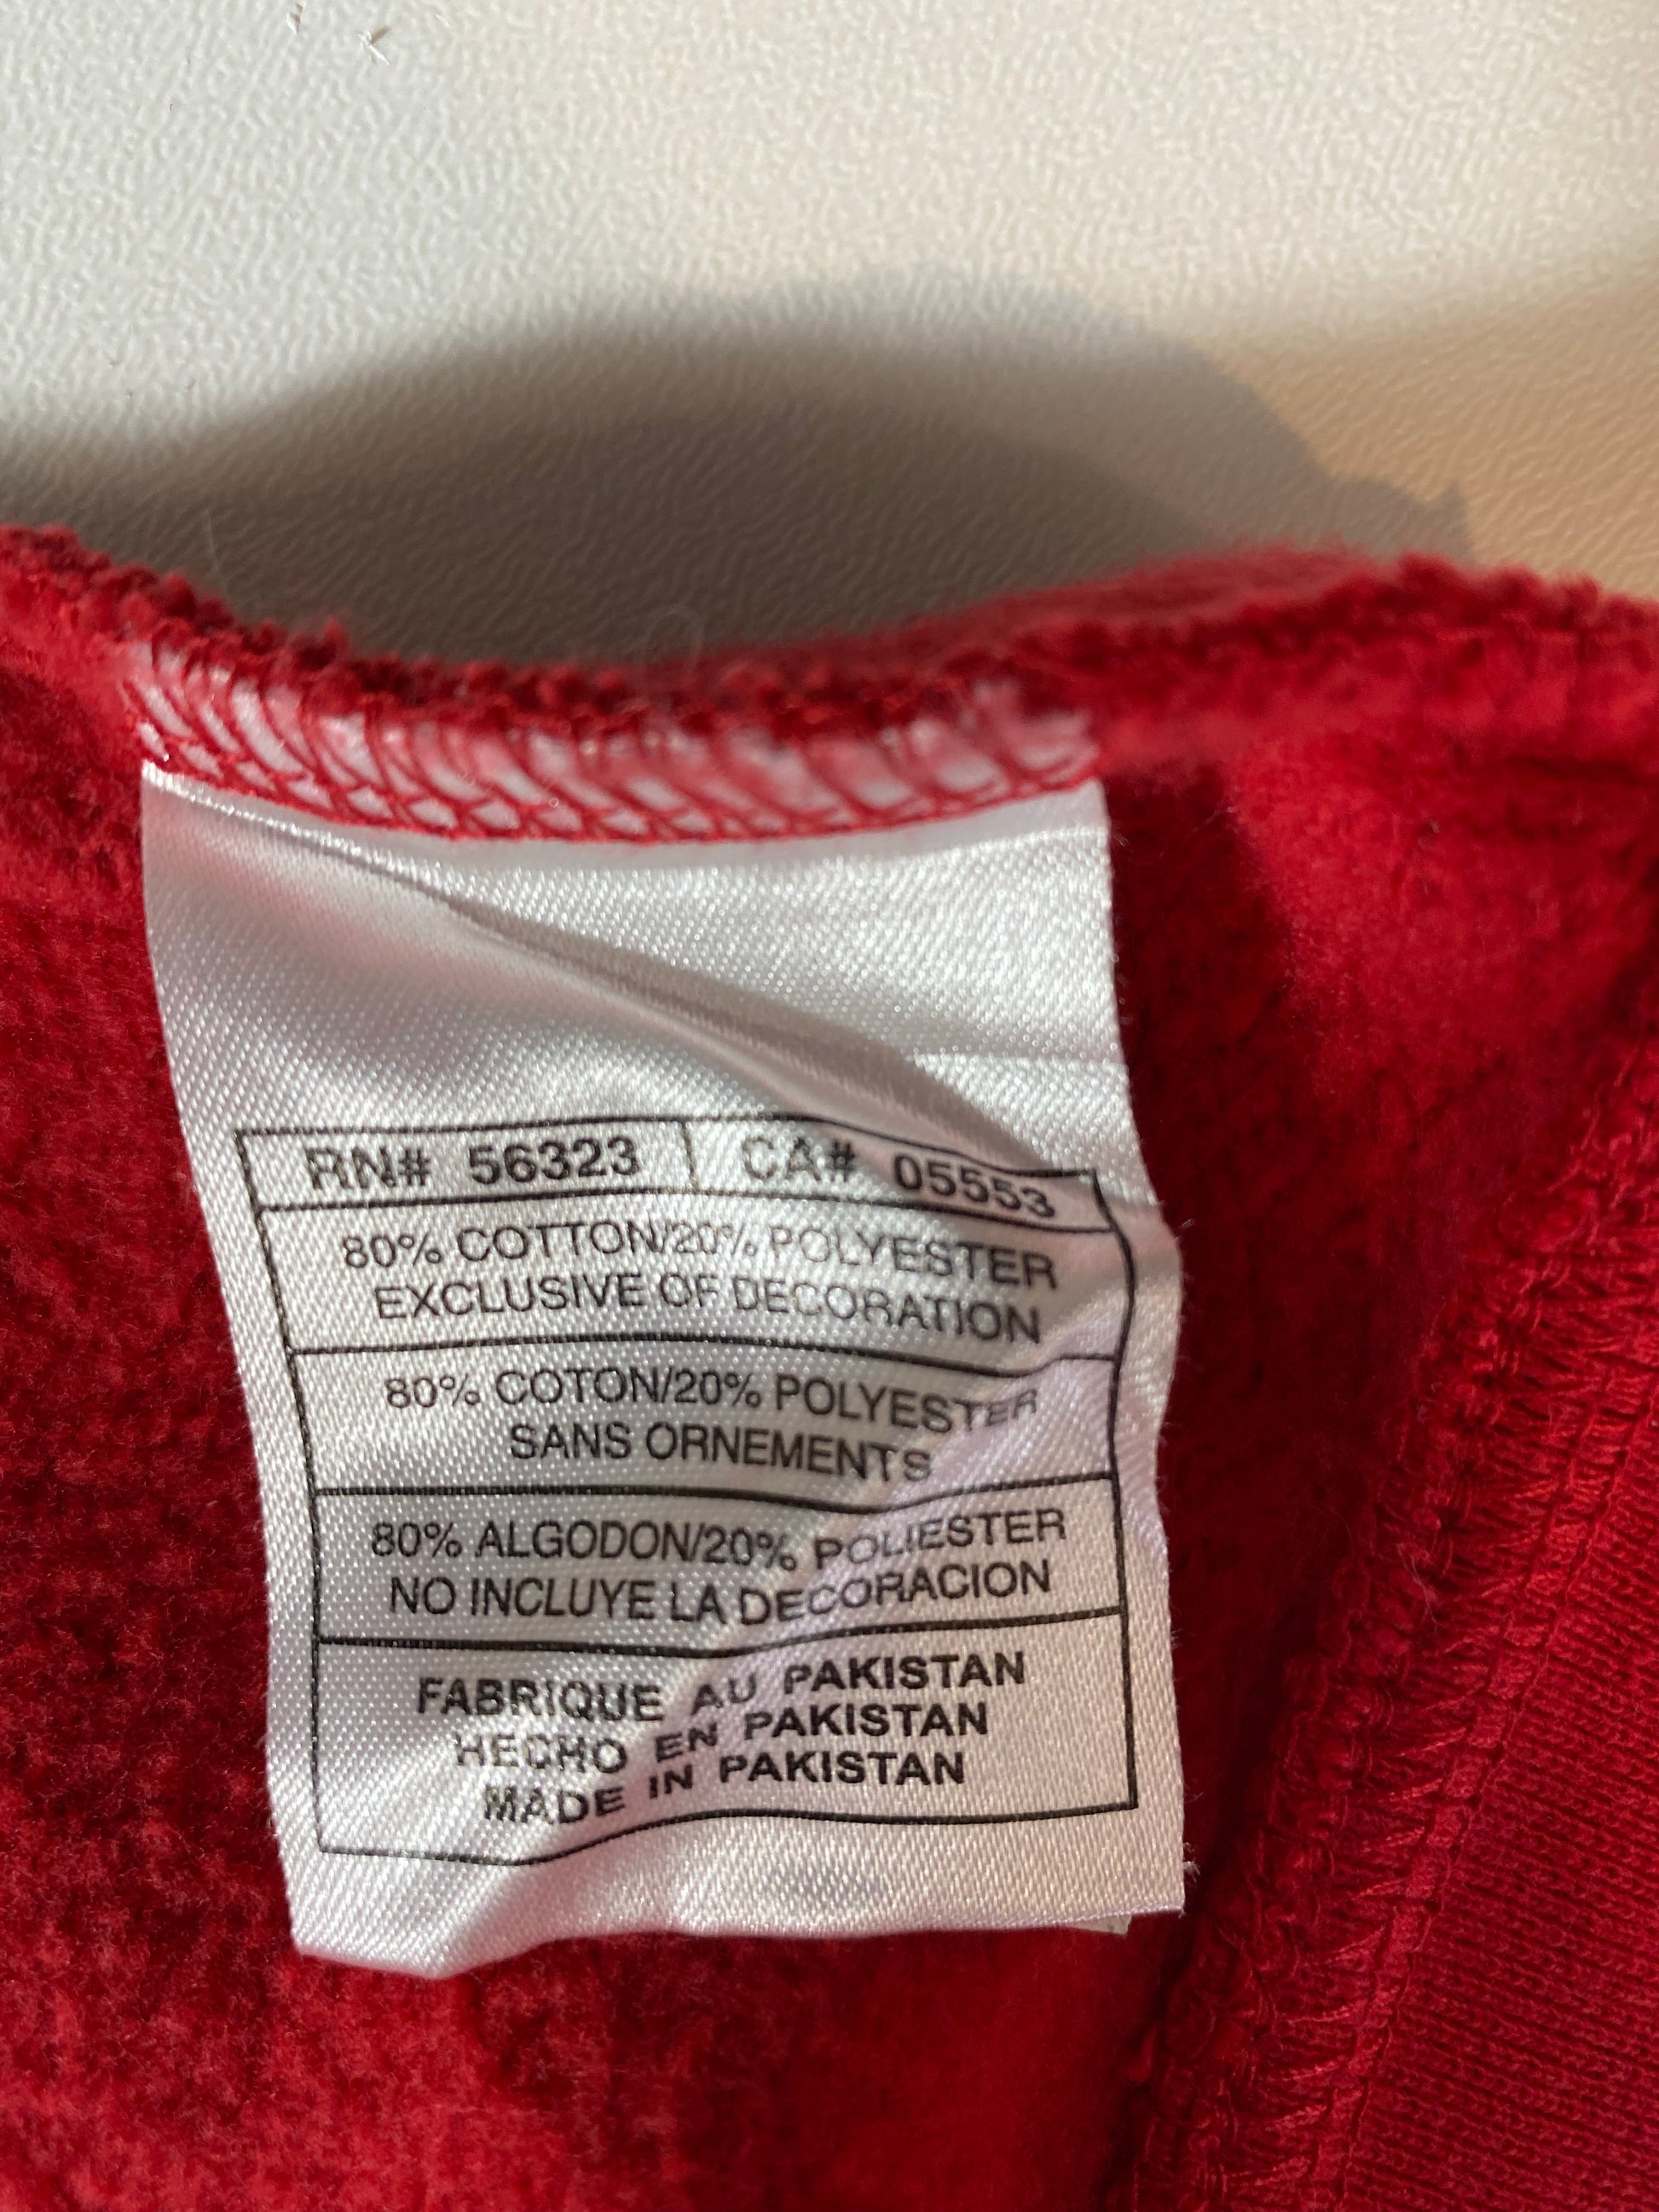 RN# 56323 CA# 05553
80% COTTON/20% POLYESTER
EXCLUSIVE OF DECORATION
80% COTON/20% POLYESTER
SANS ORNEMENTS
80% ALGODON/20% POLIESTER
NO INCLUYE LA DECORACION
FABRIQUE AU PAKISTAN
HECHO EN PAKISTAN
MADE IN PAKISTAN